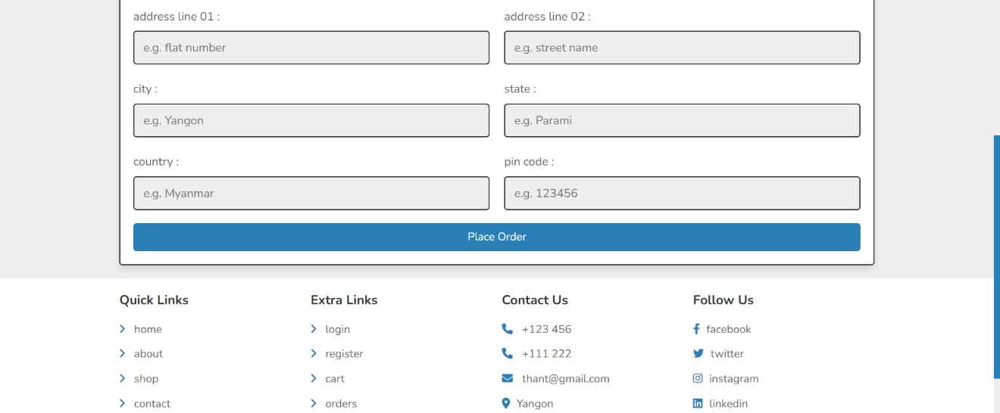 address line 01 : address line 02 :
e.g. flat number e.g. street name
city : state :
e.g. Yangon e.g. Parami
country : pin code :
e.g. Myanmar e.g. 123456
Place Order
Quick Links Extra Links Contact Us Follow Us
home login +123 456 facebook
about register +111 222 twitter
shop cart thant@gmail.com instagram
contact orders Yangon linkedin